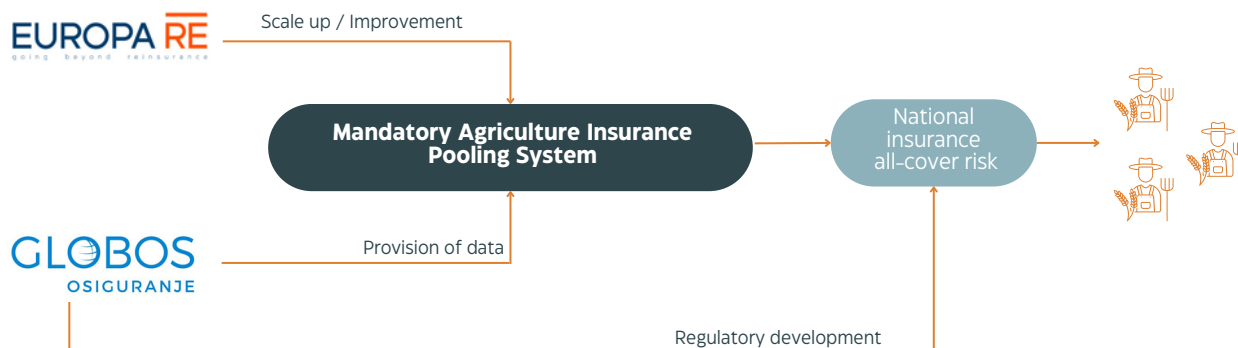 EUROPA RE
going beyond reinsurance
Scale up / Improvement
Mandatory Agriculture Insurance
Pooling System
National
insurance
all-cover risk
GLOBOS
OSIGURANJE
Provision of data
Regulatory development